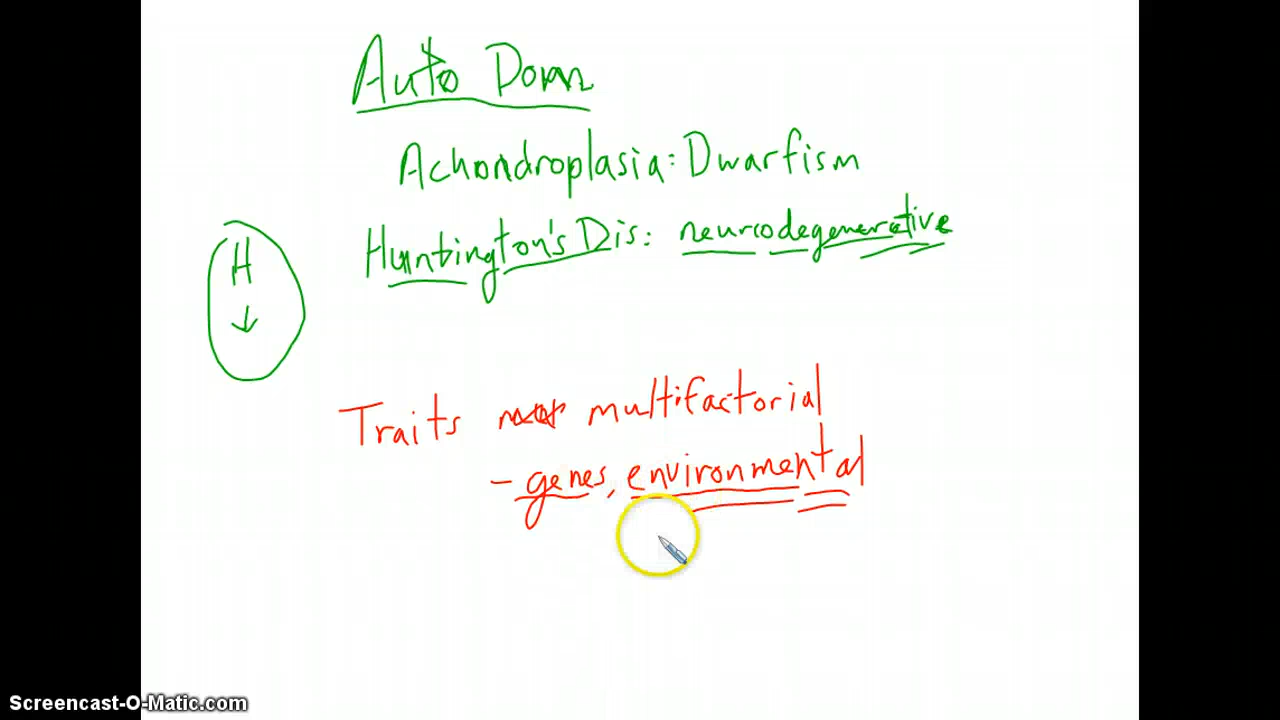 Auto Dom
Achondroplasia: Dwarfism
Huntington's Dis: neurodegenerative
H
↓
Traits multifactorial
- genes, environmental
Screencast-O-Matic.com